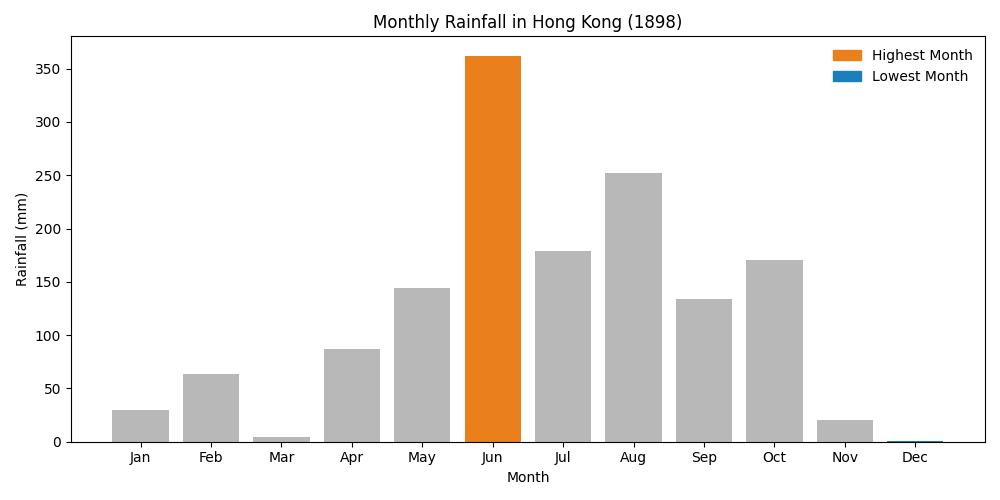 Monthly Rainfall in Hong Kong (1898)
Highest Month
Lowest Month
Rainfall (mm)
350
300
250
200
150
100
50
0
Jan Feb Mar Apr May Jun Jul Aug Sep Oct Nov Dec
Month